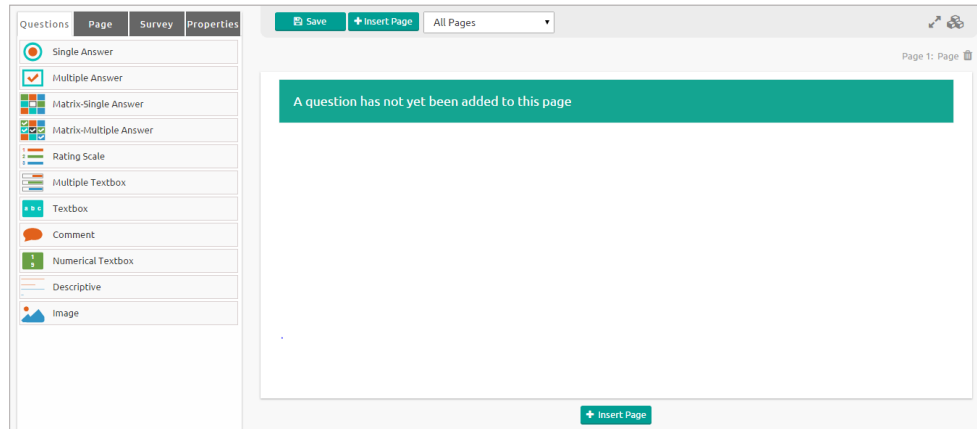 Questions Page Survey Properties
Save Insert Page All Pages
Single Answer
Multiple Answer
Matrix-Single Answer
Matrix-Multiple Answer
Rating Scale
Multiple Textbox
a b c Textbox
Comment
Numerical Textbox
Descriptive
Image
Page 1: Page
A question has not yet been added to this page
Insert Page